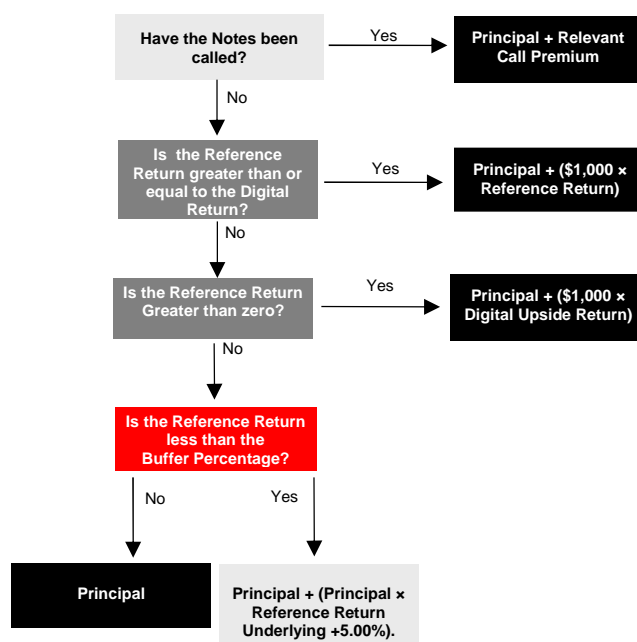 Have the Notes been
called?
Yes
Principal + Relevant
Call Premium
No
Is the Reference
Return greater than or
equal to the Digital
Return?
Yes
Principal + ($1,000 ×
Reference Return)
No
Is the Reference Return
Greater than zero?
Yes
Principal + ($1,000 ×
Digital Upside Return)
No
Is the Reference Return
less than the
Buffer Percentage?
No
Yes
Principal
Principal + (Principal ×
Reference Return
Underlying +5.00%).